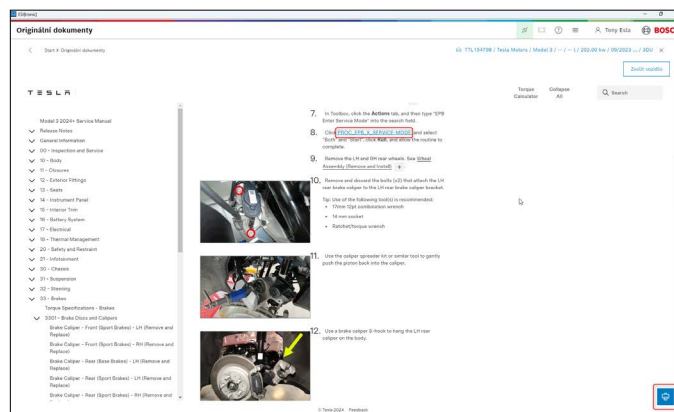 ESI[tronic]
Originální dokumenty
Tony Esla
BOSC
Start > Originální dokumenty
TTL154798 / Tesla Motors / Model 3 / -- / -- I / 202.00 kw / 09/2023 ... / 3DU
Zvolit vozidlo
TESLA
Torque Calculator
Collapse All
Search
Model 3 2024+ Service Manual
Release Notes
General Information
00 - Inspection and Service
10 - Body
11 - Closures
12 - Exterior Fittings
13 - Seats
14 - Instrument Panel
15 - Interior Trim
16 - Battery System
17 - Electrical
18 - Thermal Management
20 - Safety and Restraint
21 - Infotainment
30 - Chassis
31 - Suspension
32 - Steering
33 - Brakes
Torque Specifications - Brakes
3301 - Brake Discs and Calipers
Brake Caliper - Front (Sport Brakes) - LH (Remove and
Replace)
Brake Caliper - Front (Sport Brakes) - RH (Remove and
Replace)
Brake Caliper - Rear (Base Brakes) - LH (Remove and
Replace)
Brake Caliper - Rear (Sport Brakes) - LH (Remove and
Replace)
Brake Caliper - Rear (Sport Brakes) - RH (Remove and
7. In Toolbox, click the Actions tab, and then type "EPB
Enter Service Mode" into the search field.
8. Click PROC_EPB_X_SERVICE-MODE, and select
"Both" and "Start", click Run, and allow the routine to
complete.
9. Remove the LH and RH rear wheels. See Wheel
Assembly (Remove and Install) +
10. Remove and discard the bolts (x2) that attach the LH
rear brake caliper to the LH rear brake caliper bracket.
Tip: Use of the following tool(s) is recommended:
• 17mm 12pt combination wrench
• 14 mm socket
• Ratchet/torque wrench
11. Use the caliper spreader kit or similar tool to gently
push the piston back into the caliper.
12. Use a brake caliper S-hook to hang the LH rear
caliper on the body.
© Tesla 2024 Feedback